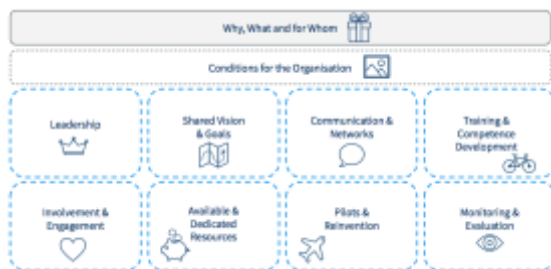 Why, What and for Whom
Conditions for the Organisation
Leadership
Shared Vision
& Goals
Communication &
Networks
Training &
Competence
Development
Involvement &
Engagement
Available &
Dedicated
Resources
Pilots &
Reinvention
Monitoring &
Evaluation